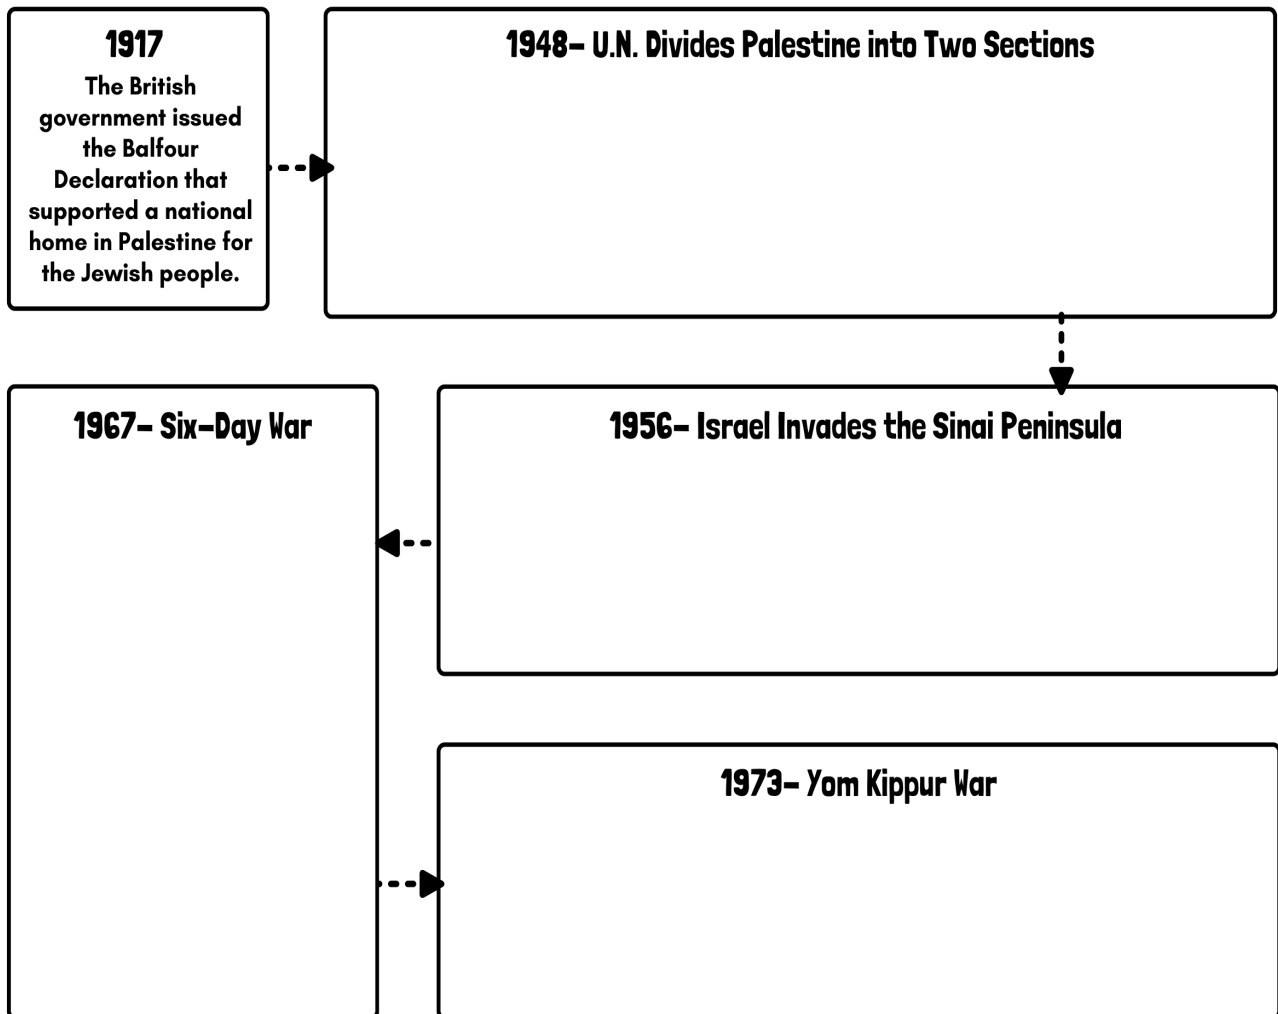 1917
The British
government issued
the Balfour
Declaration that
supported a national
home in Palestine for
the Jewish people.
1948- U.N. Divides Palestine into Two Sections
1956- Israel Invades the Sinai Peninsula
1967- Six-Day War
1973- Yom Kippur War